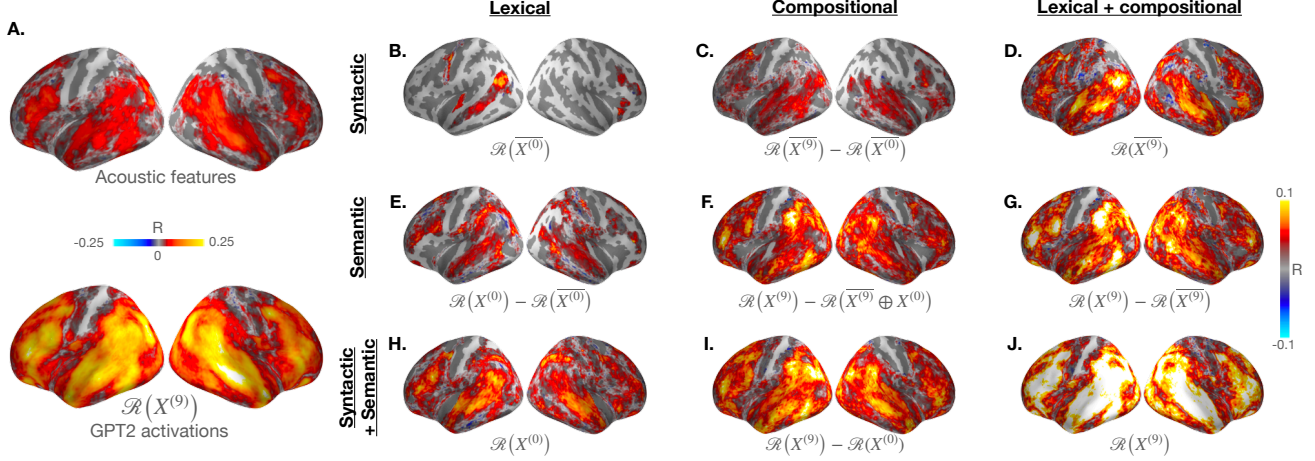 Lexical
Compositional
Lexical + compositional
A.
B.
C.
D.
Syntactic
Acoustic features
ℛ(X̅⁽⁰⁾)
ℛ(X̅⁽⁹⁾) − ℛ(X̅⁽⁰⁾)
ℛ(X̅⁽⁹⁾)
R
-0.25
0.25
0
E.
F.
G.
Semantic
0.1
R
-0.1
ℛ(X⁽⁰⁾) − ℛ(X̅⁽⁰⁾)
ℛ(X⁽⁹⁾) − ℛ(X̅⁽⁹⁾ ⊕ X⁽⁰⁾)
ℛ(X⁽⁹⁾) − ℛ(X̅⁽⁹⁾)
H.
I.
J.
Syntactic
+ Semantic
ℛ(X⁽⁹⁾)
GPT2 activations
ℛ(X⁽⁰⁾)
ℛ(X⁽⁹⁾) − ℛ(X⁽⁰⁾)
ℛ(X⁽⁹⁾)